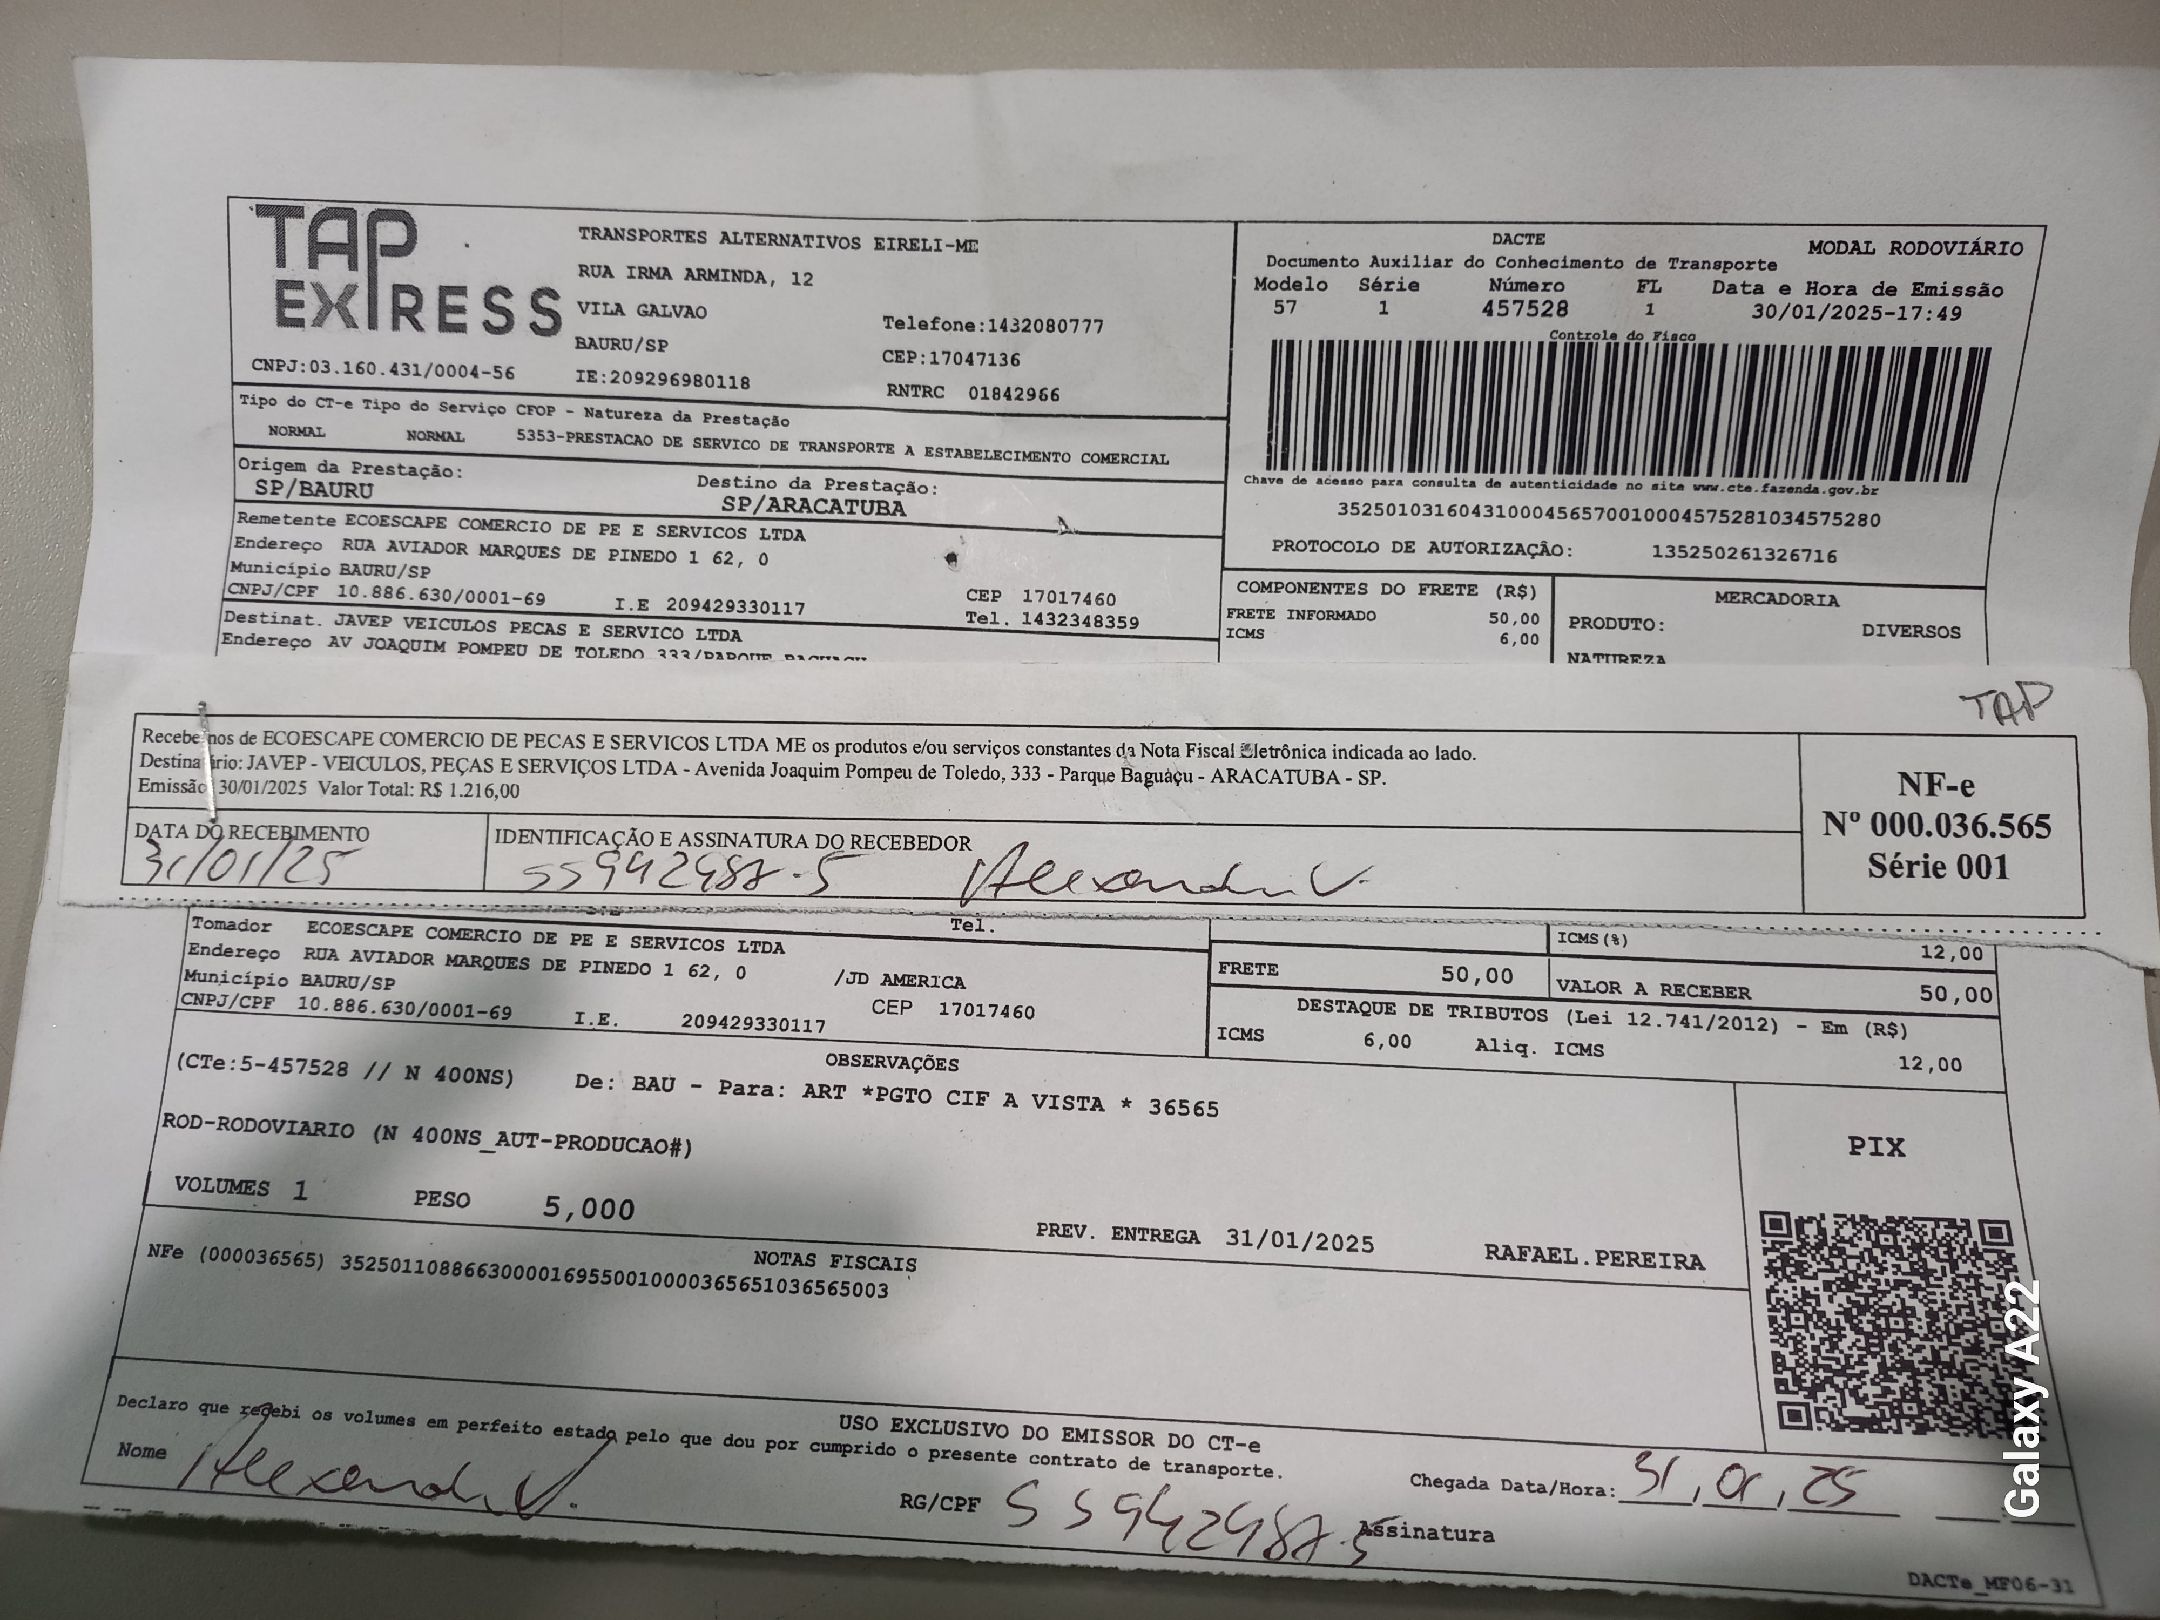 TAP EXPRESS
TRANSPORTES ALTERNATIVOS EIRELI-ME
RUA IRMA ARMINDA, 12
VILA GALVAO
Telefone:1432080777
BAURU/SP
CEP:17047136
CNPJ:03.160.431/0004-56
IE:209296980118
RNTRC 01842966
DACTE
MODAL RODOVIÁRIO
Documento Auxiliar do Conhecimento de Transporte
Modelo Série Número FL Data e Hora de Emissão
57 1 457528 1 30/01/2025-17:49
Controle do Fisco
Chave de acesso para consulta de autenticidade no site www.cte.fazenda.gov.br
35250103160431000456570010004575281034575280
PROTOCOLO DE AUTORIZAÇÃO: 135250261326716
Tipo do CT-e Tipo do Serviço CFOP - Natureza da Prestação
NORMAL NORMAL 5353-PRESTACAO DE SERVICO DE TRANSPORTE A ESTABELECIMENTO COMERCIAL
Origem da Prestação: Destino da Prestação:
SP/BAURU SP/ARACATUBA
Remetente ECOESCAPE COMERCIO DE PE E SERVICOS LTDA
Endereço RUA AVIADOR MARQUES DE PINEDO 1 62, 0
Município BAURU/SP CEP 17017460
CNPJ/CPF 10.886.630/0001-69 I.E 209429330117 Tel. 1432348359
Destinat. JAVEP VEICULOS PECAS E SERVICO LTDA
Endereço AV JOAQUIM POMPEU DE TOLEDO 333/PARQUE BAGUACU
COMPONENTES DO FRETE (R$)
FRETE INFORMADO 50,00
ICMS 6,00
MERCADORIA
PRODUTO: DIVERSOS
NATUREZA
TAP
Recebemos de ECOESCAPE COMERCIO DE PECAS E SERVICOS LTDA ME os produtos e/ou serviços constantes da Nota Fiscal Eletrônica indicada ao lado.
Destinatário: JAVEP - VEICULOS, PEÇAS E SERVIÇOS LTDA - Avenida Joaquim Pompeu de Toledo, 333 - Parque Baguaçu - ARACATUBA - SP.
Emissão 30/01/2025 Valor Total: R$ 1.216,00
DATA DO RECEBIMENTO
31/01/25
IDENTIFICAÇÃO E ASSINATURA DO RECEBEDOR
Alexandre V.
NF-e
Nº 000.036.565
Série 001
Tomador ECOESCAPE COMERCIO DE PE E SERVICOS LTDA Tel.
Endereço RUA AVIADOR MARQUES DE PINEDO 1 62, 0 /JD AMERICA
Município BAURU/SP CEP 17017460
CNPJ/CPF 10.886.630/0001-69 I.E. 209429330117
ICMS(%) 12,00
FRETE 50,00 VALOR A RECEBER 50,00
DESTAQUE DE TRIBUTOS (Lei 12.741/2012) - Em (R$)
ICMS 6,00 Aliq. ICMS 12,00
OBSERVAÇÕES
(CTe:5-457528 // N 400NS) De: BAU - Para: ART *PGTO CIF A VISTA * 36565
ROD-RODOVIARIO (N 400NS_AUT-PRODUCAO#)
PIX
VOLUMES 1 PESO 5,000
PREV. ENTREGA 31/01/2025 RAFAEL.PEREIRA
NOTAS FISCAIS
NFe (000036565) 35250110886630000169550010000365651036565003
USO EXCLUSIVO DO EMISSOR DO CT-e
Declaro que recebi os volumes em perfeito estado pelo que dou por cumprido o presente contrato de transporte.
Nome Alexandre V.
RG/CPF
Chegada Data/Hora: 31,01,25
Assinatura
DACTe_MF06-31
Galaxy A22